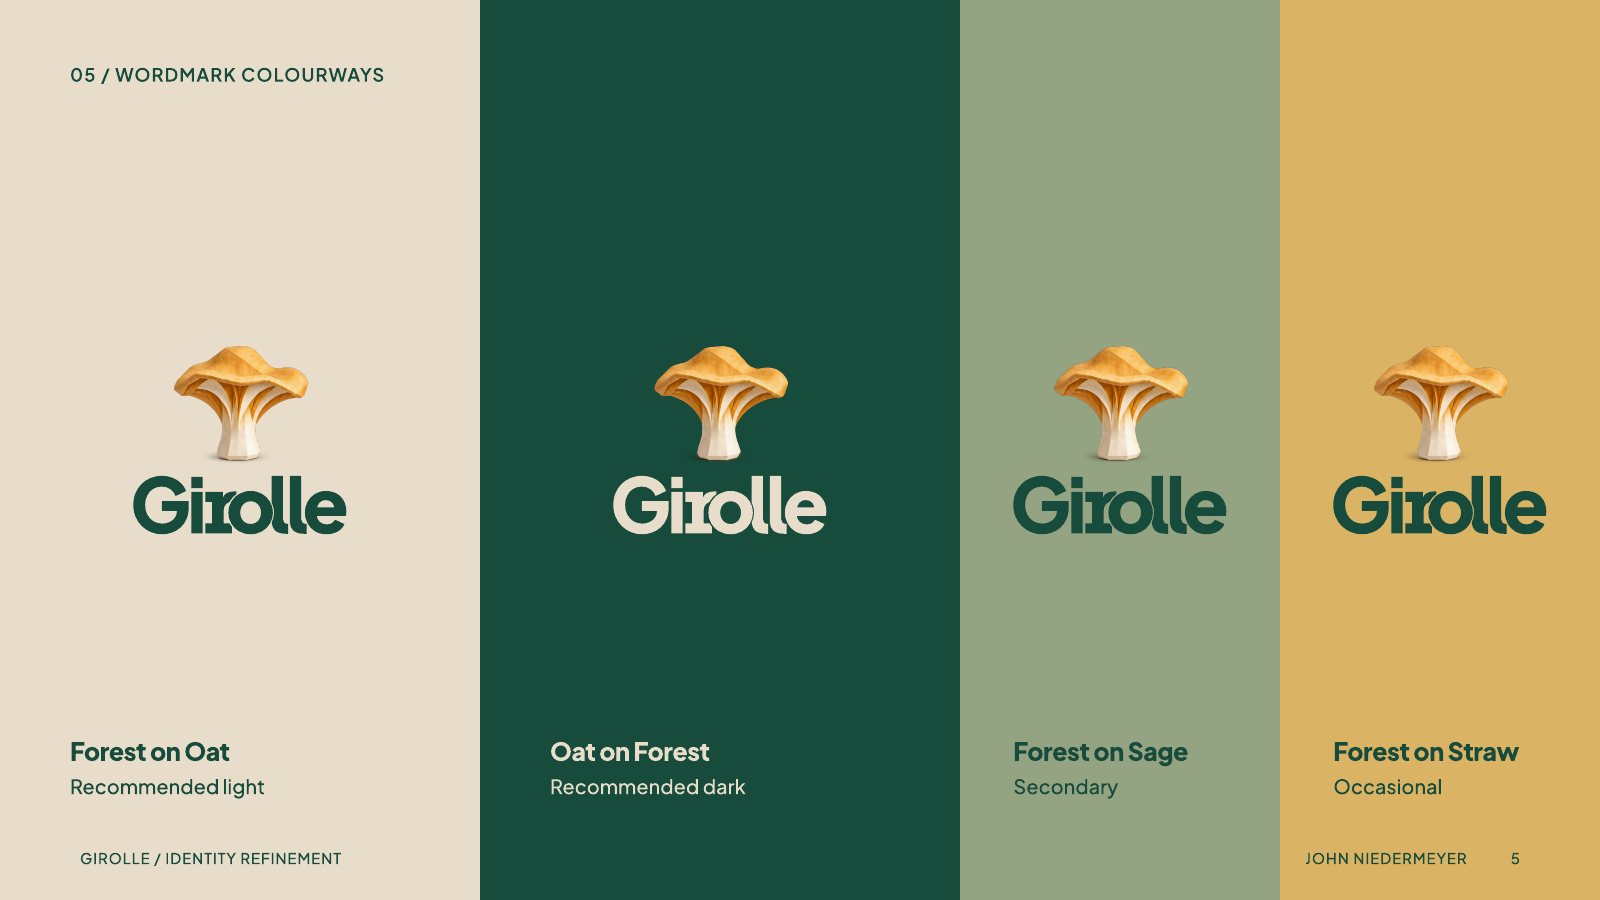 05 / WORDMARK COLOURWAYS
Girolle
Forest on Oat
Recommended light
Girolle
Oat on Forest
Recommended dark
Girolle
Forest on Sage
Secondary
Girolle
Forest on Straw
Occasional
GIROLLE / IDENTITY REFINEMENT
JOHN NIEDERMEYER
5